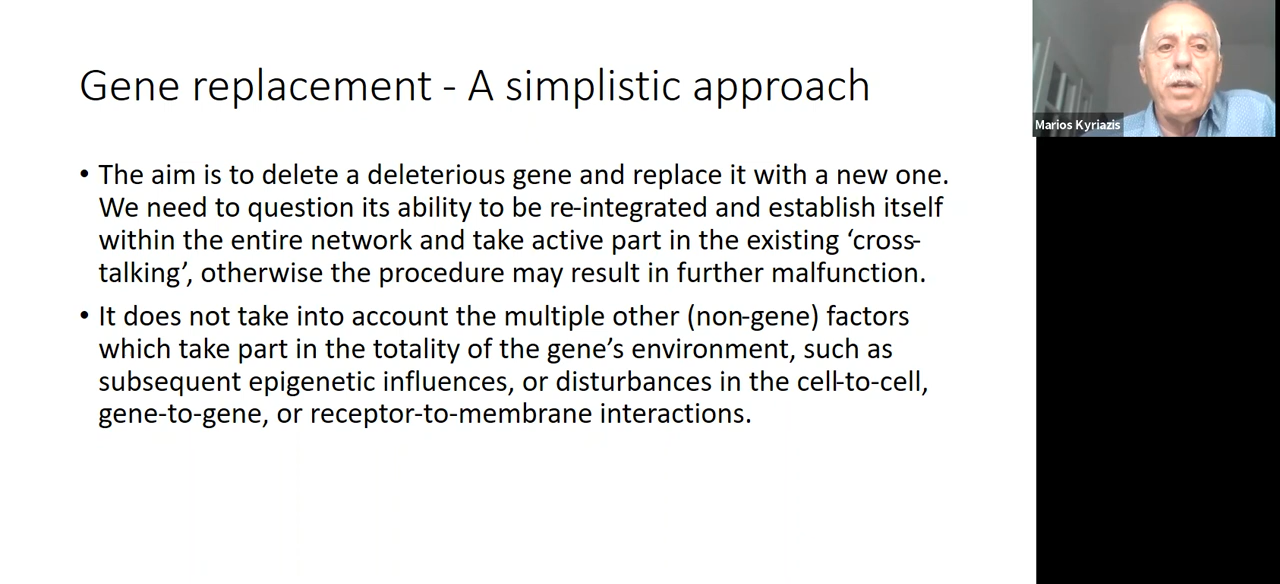 Gene replacement - A simplistic approach
• The aim is to delete a deleterious gene and replace it with a new one.
We need to question its ability to be re-integrated and establish itself
within the entire network and take active part in the existing ‘cross-
talking’, otherwise the procedure may result in further malfunction.
• It does not take into account the multiple other (non-gene) factors
which take part in the totality of the gene’s environment, such as
subsequent epigenetic influences, or disturbances in the cell-to-cell,
gene-to-gene, or receptor-to-membrane interactions.
Marios Kyriazis